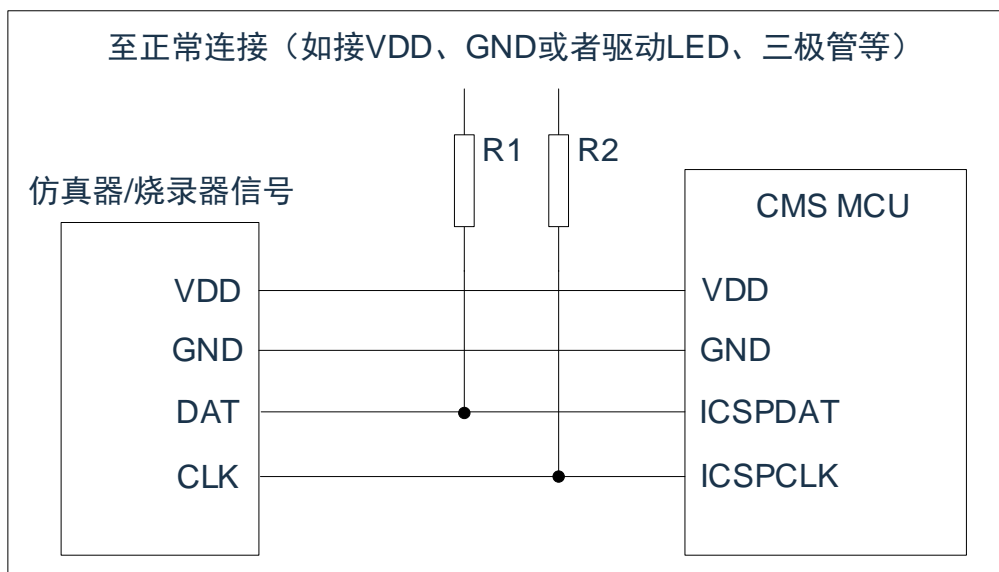 至正常连接（如接VDD、GND或者驱动LED、三极管等）
R1
R2
仿真器/烧录器信号
CMS MCU
VDD
VDD
GND
GND
DAT
ICSPDAT
CLK
ICSPCLK